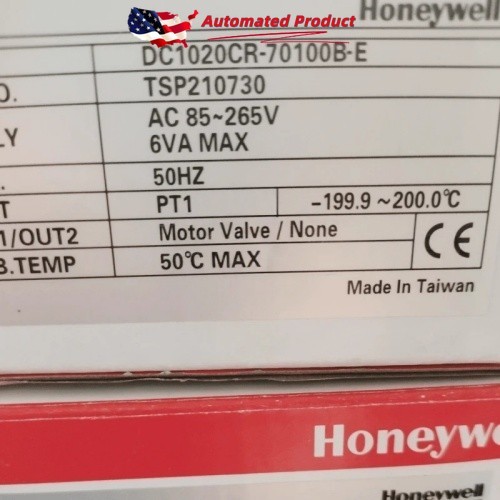 Automated Product
Honeywell
DC1020CR-70100B-E
O. TSP210730
LY AC 85~265V
6VA MAX
. 50HZ
T PT1 -199.9 ~200.0℃
1/OUT2 Motor Valve / None
B.TEMP 50℃ MAX
CE
Made In Taiwan
Honeywe
Honeywell